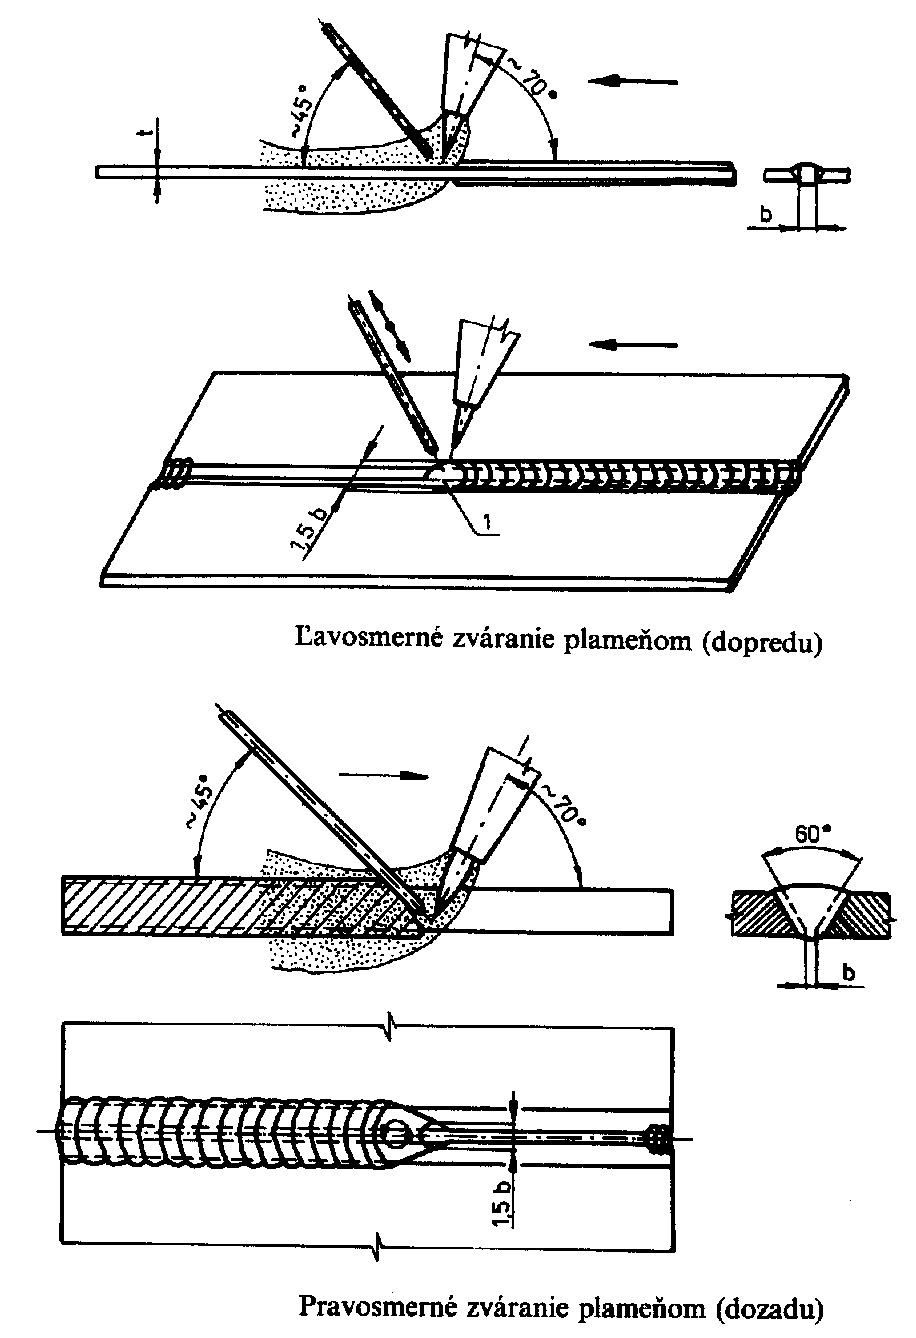 t
~45°
~70°
b
1,5 b
1
Ľavosmerné zváranie plameňom (dopredu)
~45°
~70°
60°
b
1,5 b
Pravosmerné zváranie plameňom (dozadu)